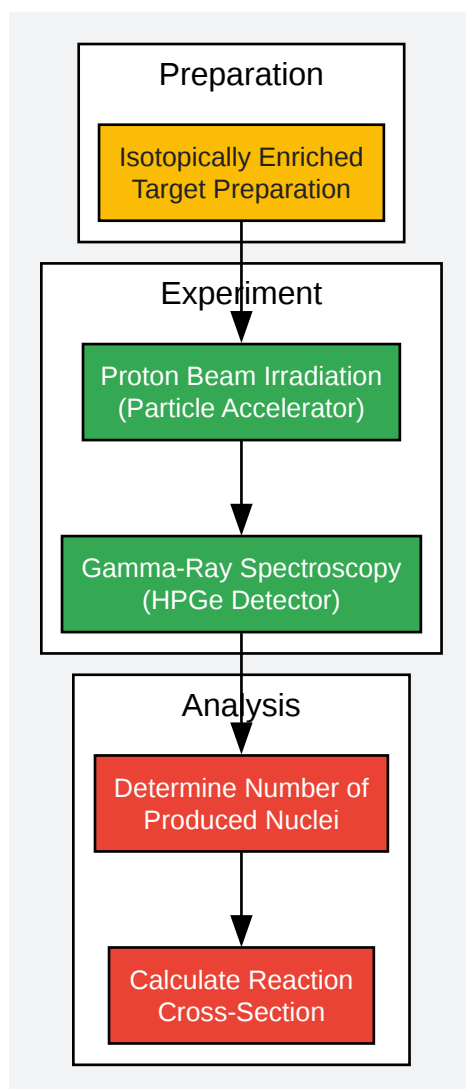 Preparation
Isotopically Enriched
Target Preparation
Experiment
Proton Beam Irradiation
(Particle Accelerator)
Gamma-Ray Spectroscopy
(HPGe Detector)
Analysis
Determine Number of
Produced Nuclei
Calculate Reaction
Cross-Section